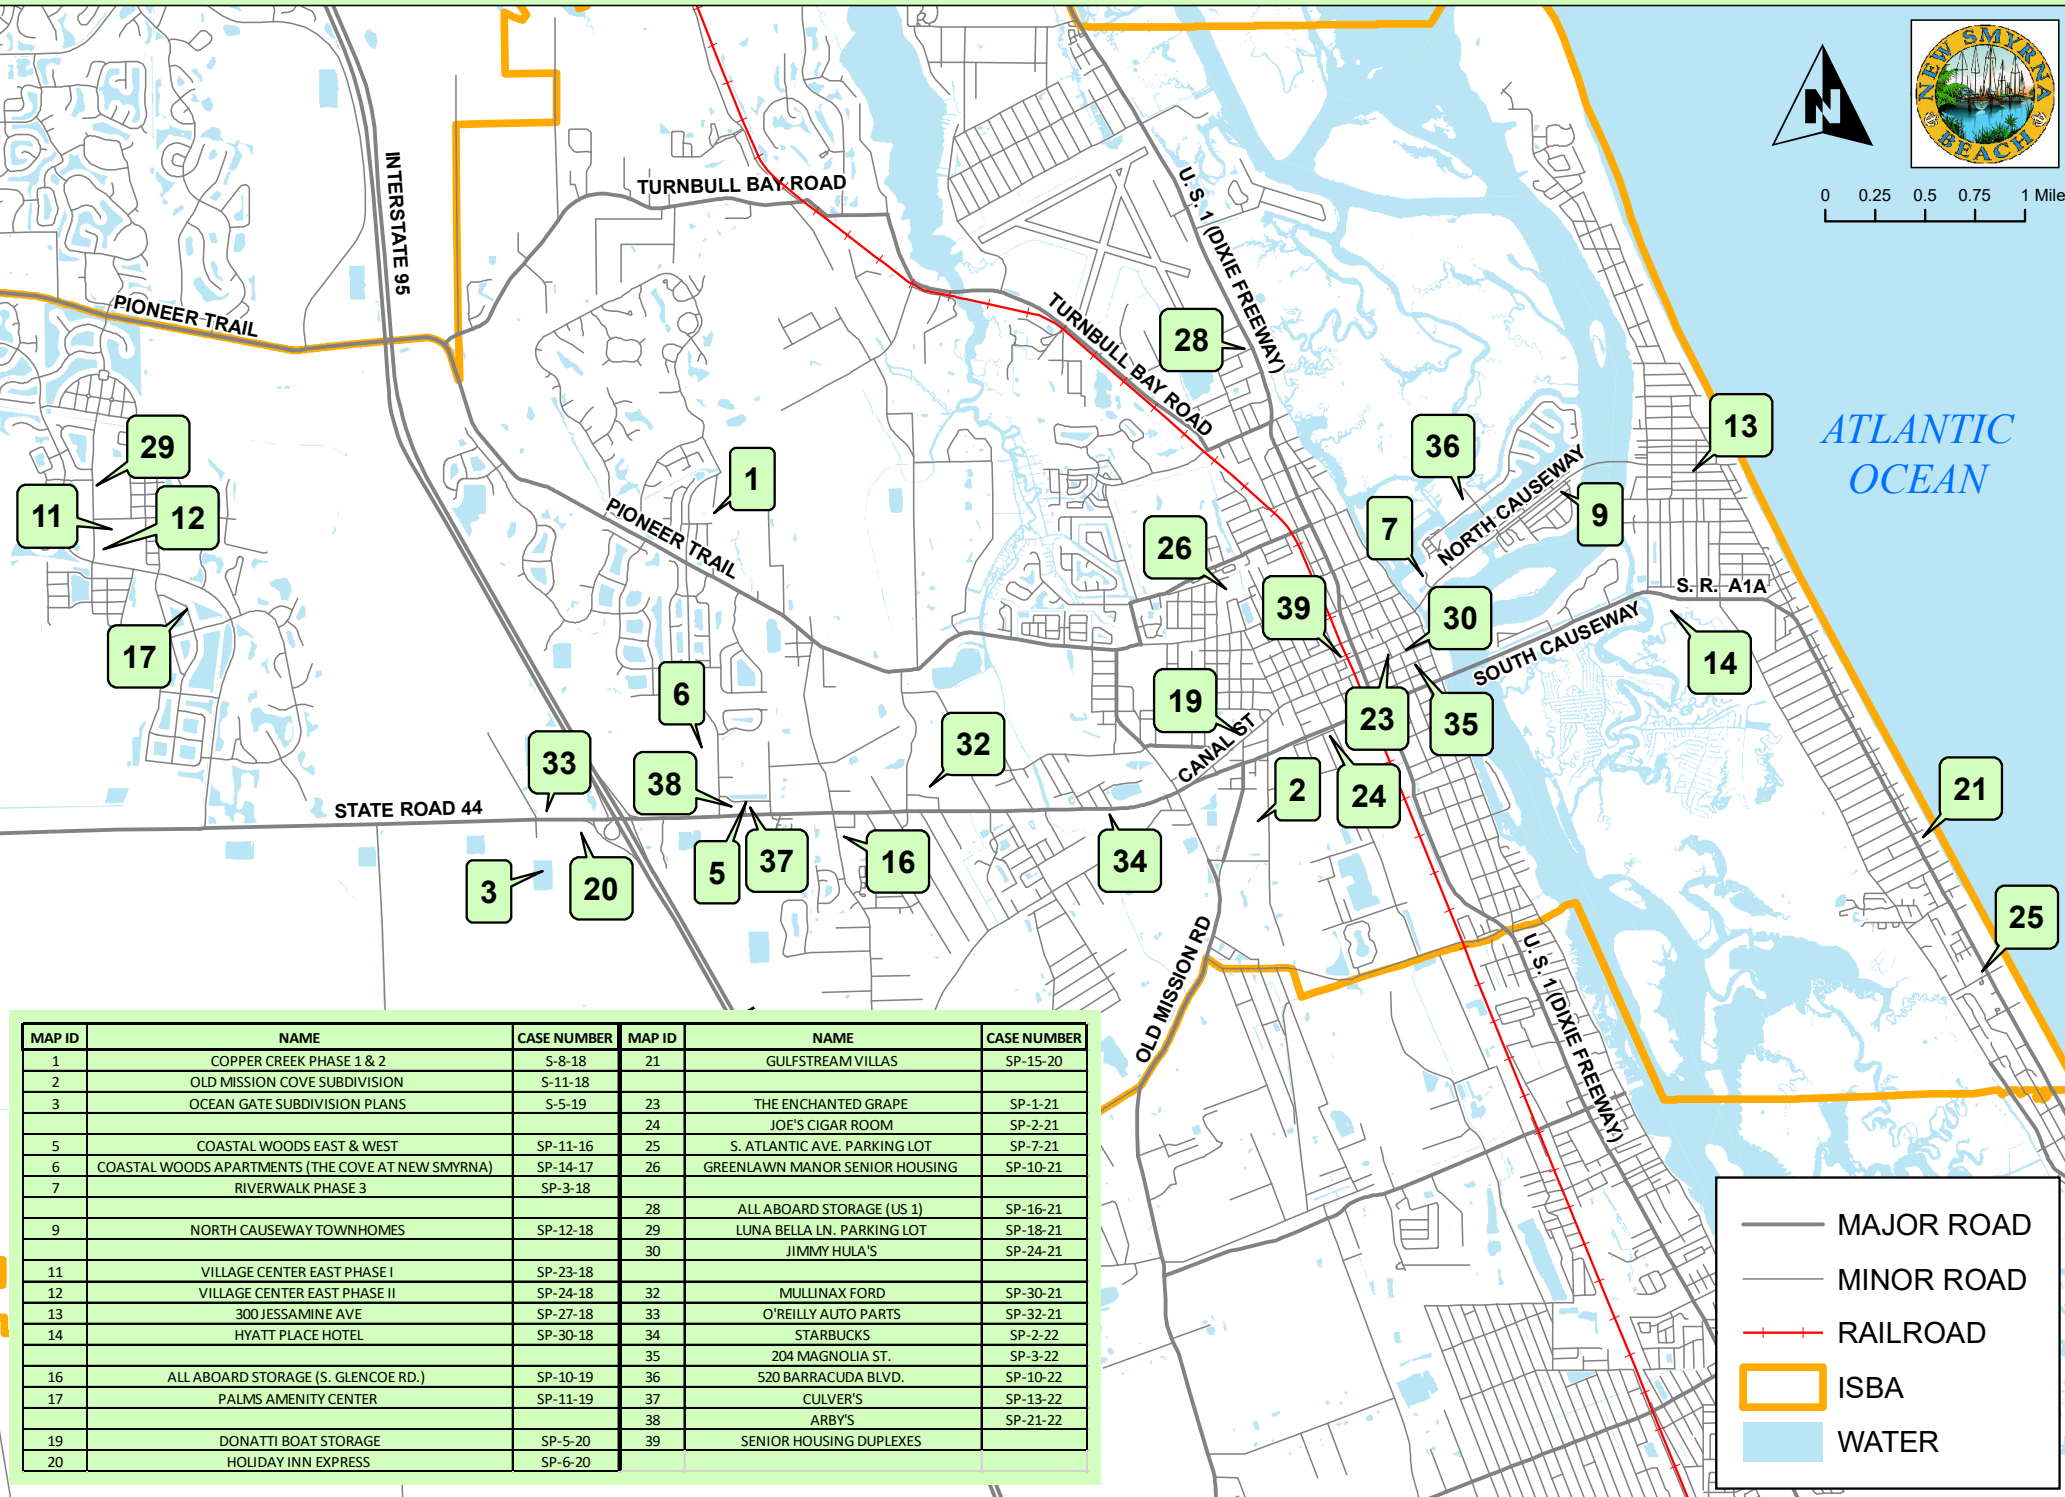 NEW SMYRNA
BEACH
N
0 0.25 0.5 0.75 1 Mile
INTERSTATE 95
TURNBULL BAY ROAD
U. S. 1 (DIXIE FREEWAY)
PIONEER TRAIL
TURNBULL BAY ROAD
28
ATLANTIC
OCEAN
13
29
36
1
11
12
7
9
NORTH CAUSEWAY
PIONEER TRAIL
26
39
30
S. R. A1A
SOUTH CAUSEWAY
17
14
6
19
23
35
CANAL ST
32
33
38
2
24
21
STATE ROAD 44
3
20
5
37
16
34
25
OLD MISSION RD
U. S. 1 (DIXIE FREEWAY)
MAP ID NAME CASE NUMBER MAP ID NAME CASE NUMBER
1 COPPER CREEK PHASE 1 & 2 S-8-18 21 GULFSTREAM VILLAS SP-15-20
2 OLD MISSION COVE SUBDIVISION S-11-18
3 OCEAN GATE SUBDIVISION PLANS S-5-19 23 THE ENCHANTED GRAPE SP-1-21
24 JOE'S CIGAR ROOM SP-2-21
5 COASTAL WOODS EAST & WEST SP-11-16 25 S. ATLANTIC AVE. PARKING LOT SP-7-21
6 COASTAL WOODS APARTMENTS (THE COVE AT NEW SMYRNA) SP-14-17 26 GREENLAWN MANOR SENIOR HOUSING SP-10-21
7 RIVERWALK PHASE 3 SP-3-18
28 ALL ABOARD STORAGE (US 1) SP-16-21
9 NORTH CAUSEWAY TOWNHOMES SP-12-18 29 LUNA BELLA LN. PARKING LOT SP-18-21
30 JIMMY HULA'S SP-24-21
11 VILLAGE CENTER EAST PHASE I SP-23-18
12 VILLAGE CENTER EAST PHASE II SP-24-18 32 MULLINAX FORD SP-30-21
13 300 JESSAMINE AVE SP-27-18 33 O'REILLY AUTO PARTS SP-32-21
14 HYATT PLACE HOTEL SP-30-18 34 STARBUCKS SP-2-22
35 204 MAGNOLIA ST. SP-3-22
16 ALL ABOARD STORAGE (S. GLENCOE RD.) SP-10-19 36 520 BARRACUDA BLVD. SP-10-22
17 PALMS AMENITY CENTER SP-11-19 37 CULVER'S SP-13-22
38 ARBY'S SP-21-22
19 DONATTI BOAT STORAGE SP-5-20 39 SENIOR HOUSING DUPLEXES
20 HOLIDAY INN EXPRESS SP-6-20
MAJOR ROAD
MINOR ROAD
RAILROAD
ISBA
WATER